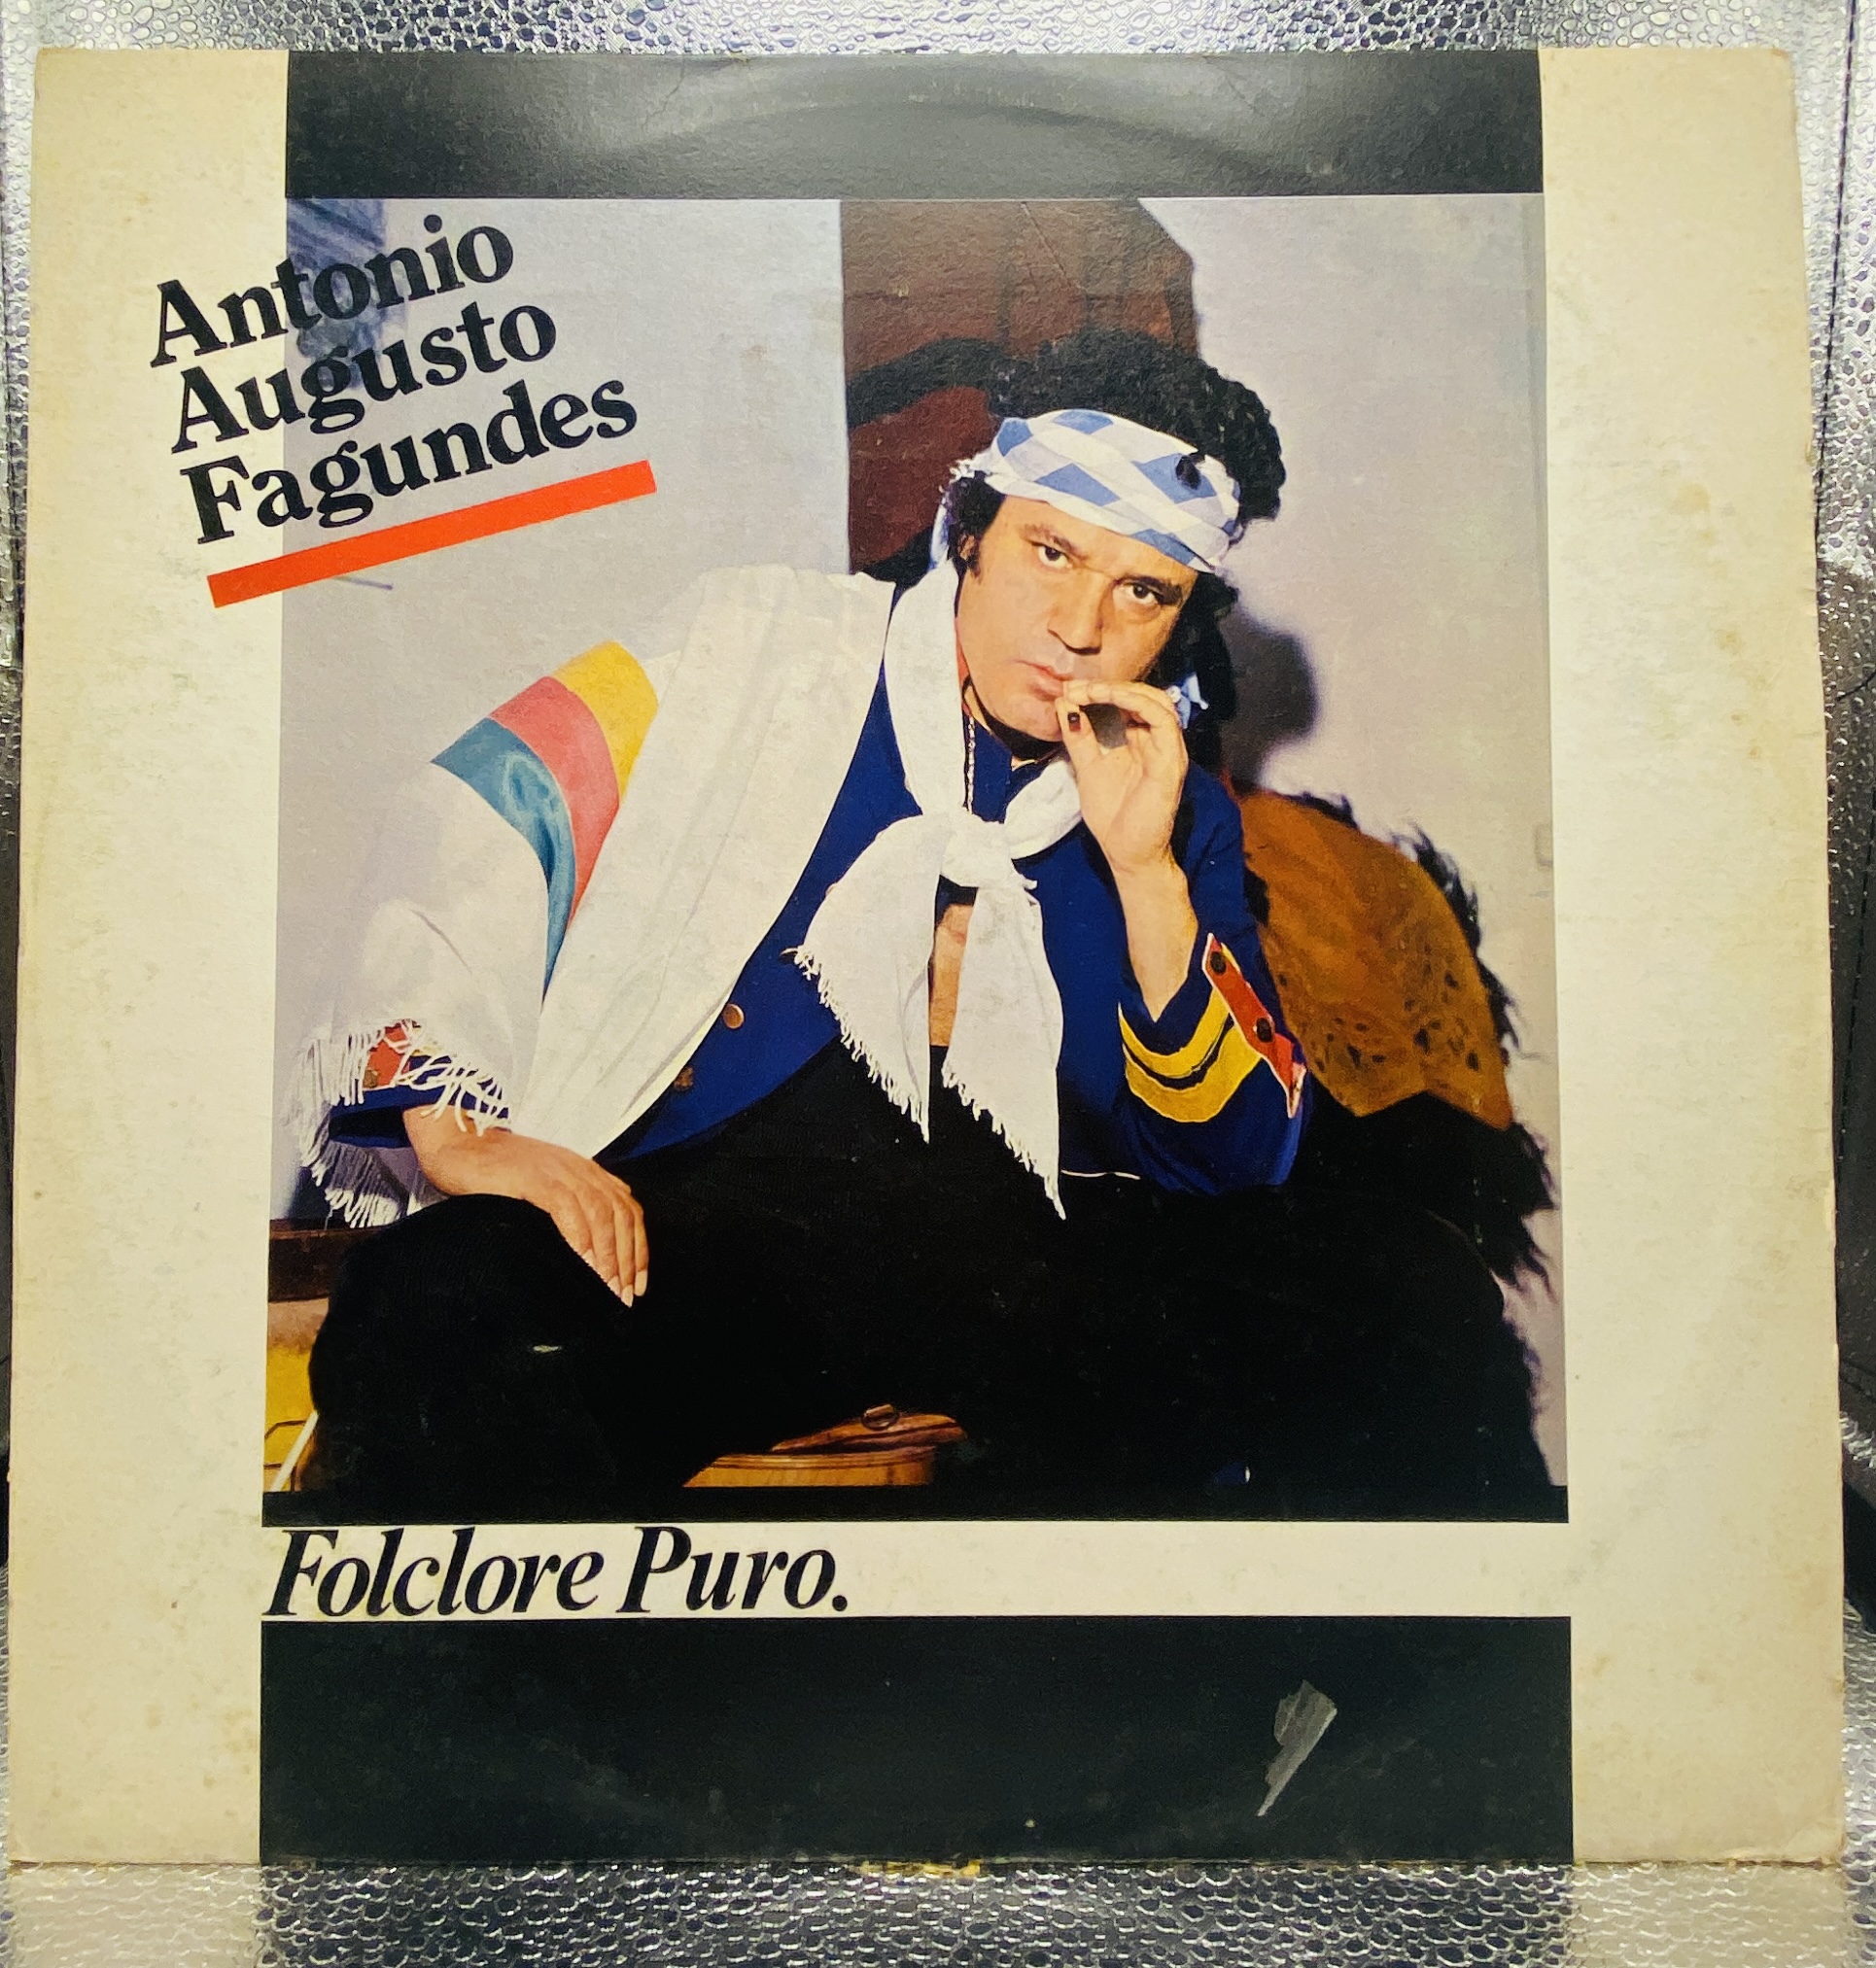 Antonio
Augusto
Fagundes
Folclore Puro.